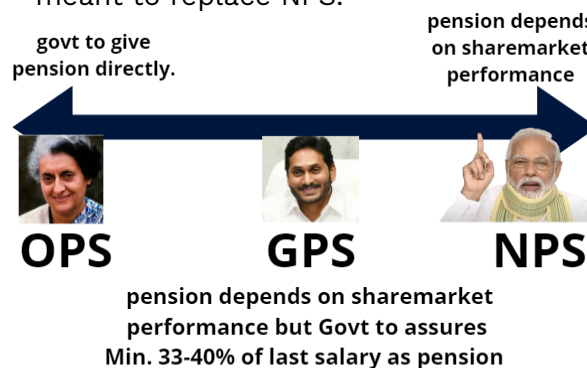 meant to replace NPS.
govt to give
pension directly.
pension depends
on sharemarket
performance
OPS
GPS
NPS
pension depends on sharemarket
performance but Govt to assures
Min. 33-40% of last salary as pension